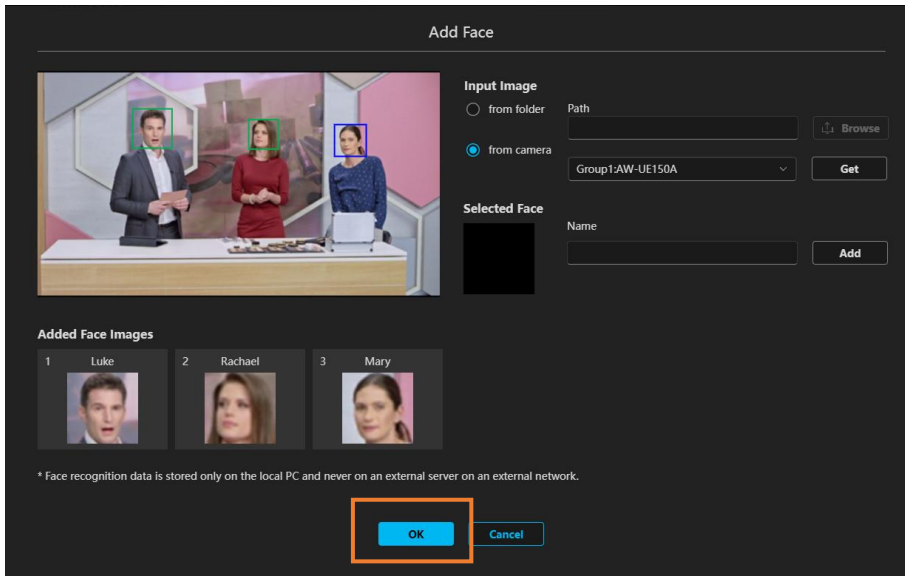 Add Face
Input Image
from folder
Path
Browse
from camera
Group1:AW-UE150A
Get
Selected Face
Name
Add
Added Face Images
1 Luke
2 Rachael
3 Mary
* Face recognition data is stored only on the local PC and never on an external server on an external network.
OK
Cancel